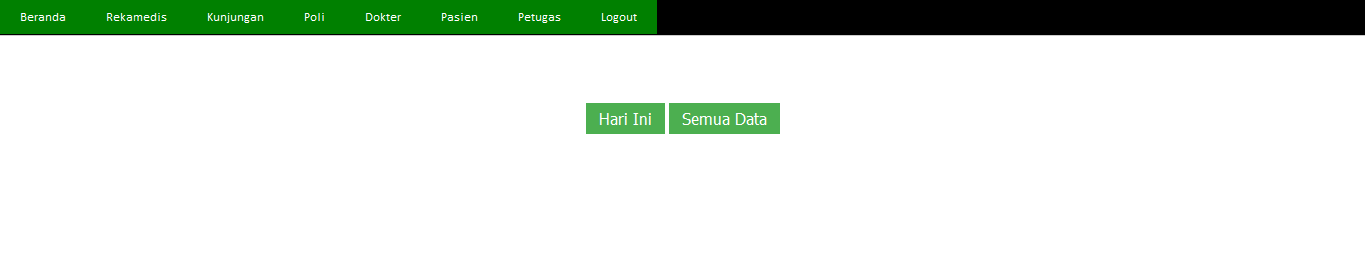 Beranda Rekamedis Kunjungan Poli Dokter Pasien Petugas Logout
Hari Ini Semua Data